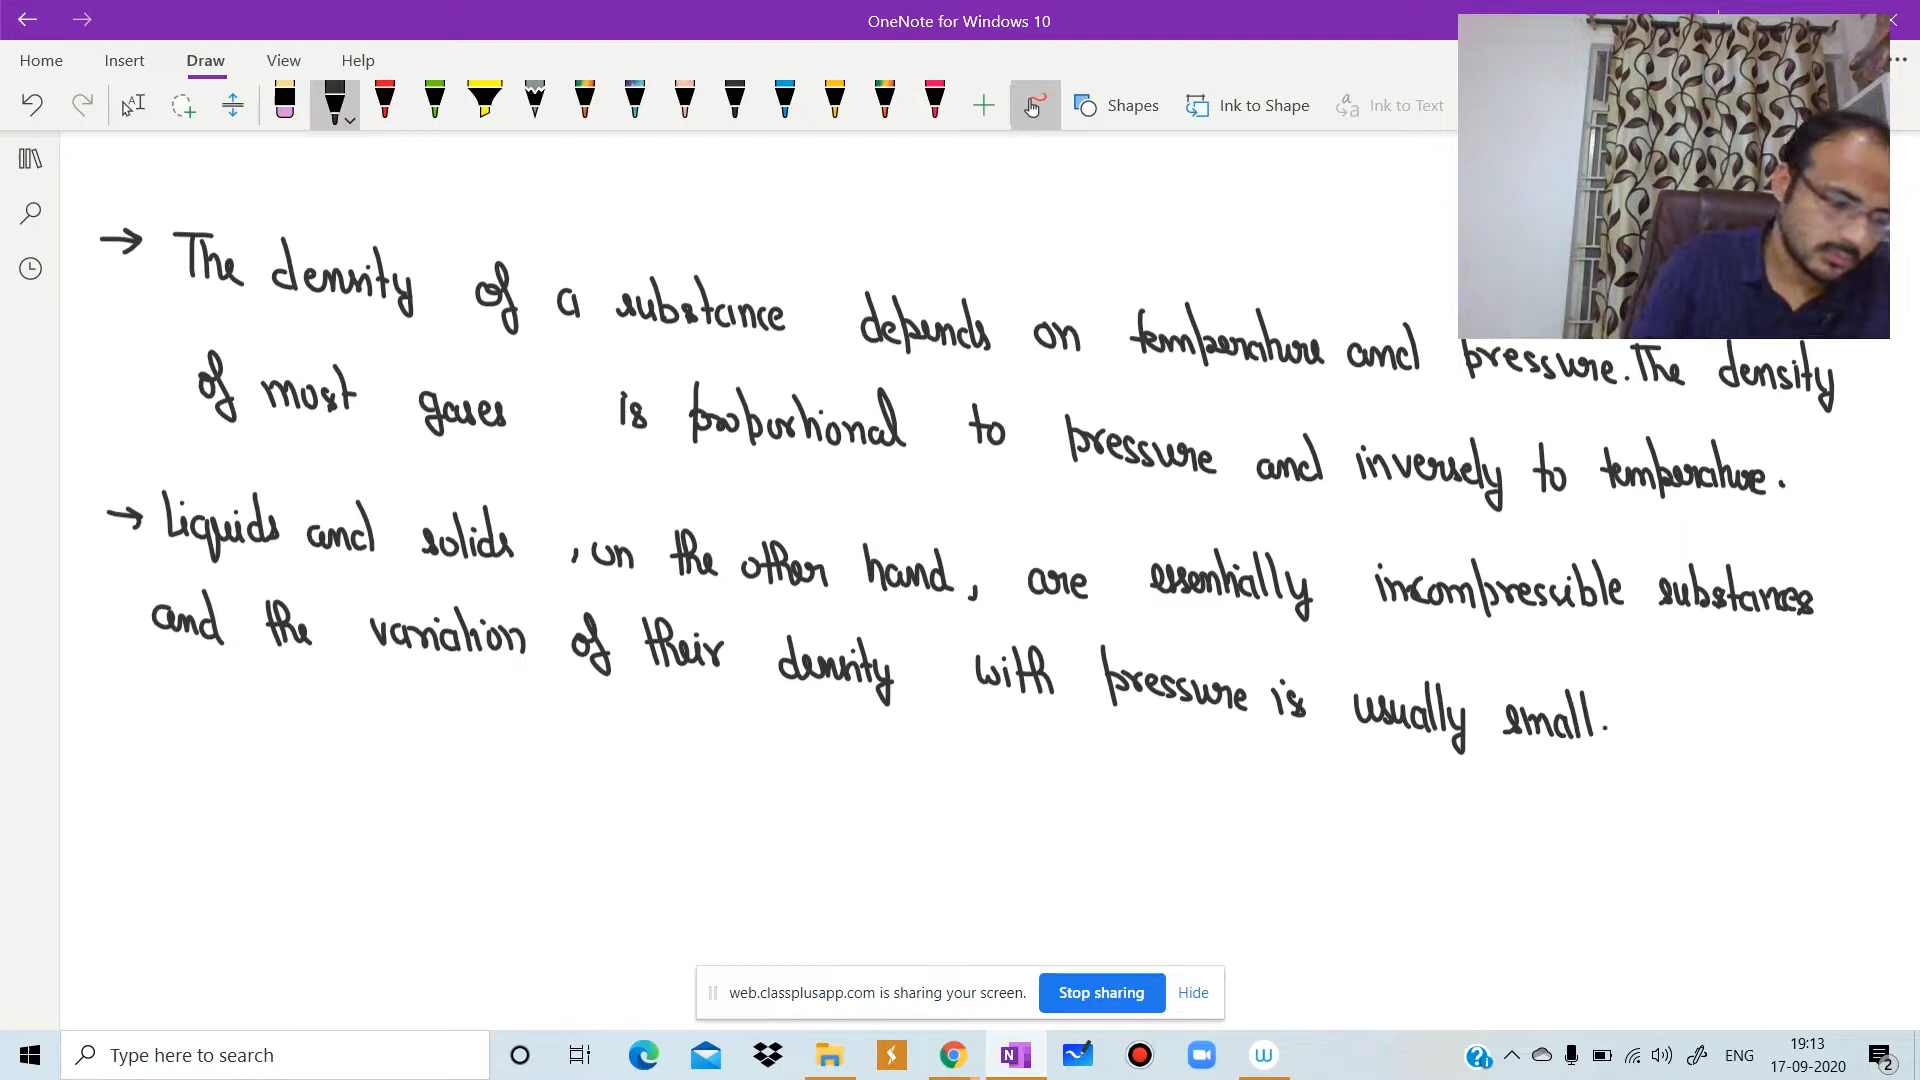 OneNote for Windows 10
Home Insert Draw View Help
Shapes Ink to Shape Ink to Text
→ The density of a substance depends on temperature and pressure. The density
of most gases is proportional to pressure and inversely to temperature.
→ Liquids and solids, on the other hand, are essentially incompressible substances
and the variation of their density with pressure is usually small.
web.classplusapp.com is sharing your screen. Stop sharing Hide
Type here to search
ENG
19:13
17-09-2020
2